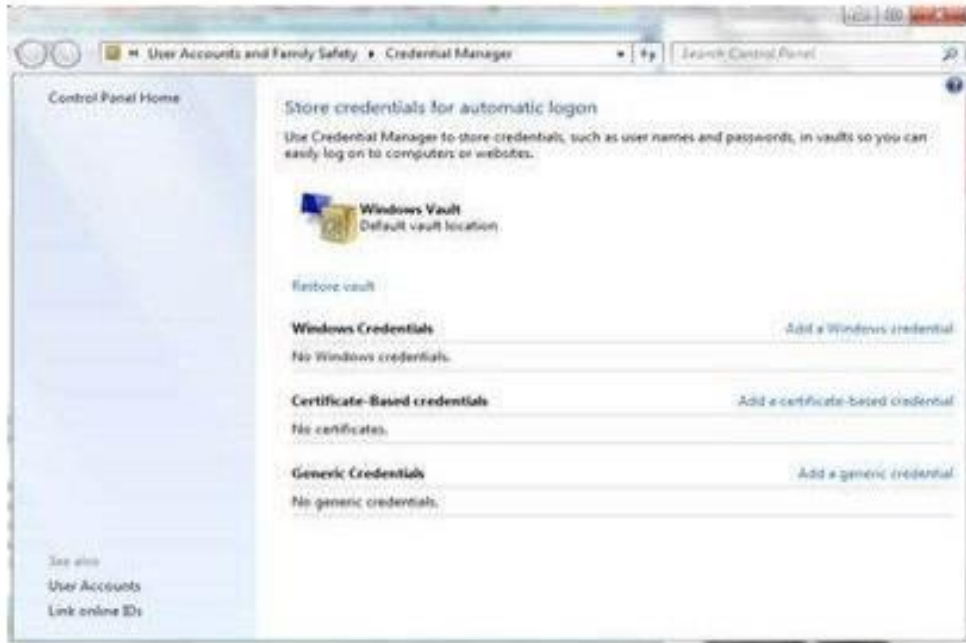 « User Accounts and Family Safety ▸ Credential Manager
Search Control Panel
Control Panel Home
Store credentials for automatic logon
Use Credential Manager to store credentials, such as user names and passwords, in vaults so you can
easily log on to computers or websites.
Windows Vault
Default vault location
Restore vault
Windows Credentials Add a Windows credential
No Windows credentials.
Certificate-Based credentials Add a certificate-based credential
No certificates.
Generic Credentials Add a generic credential
No generic credentials.
See also
User Accounts
Link online IDs